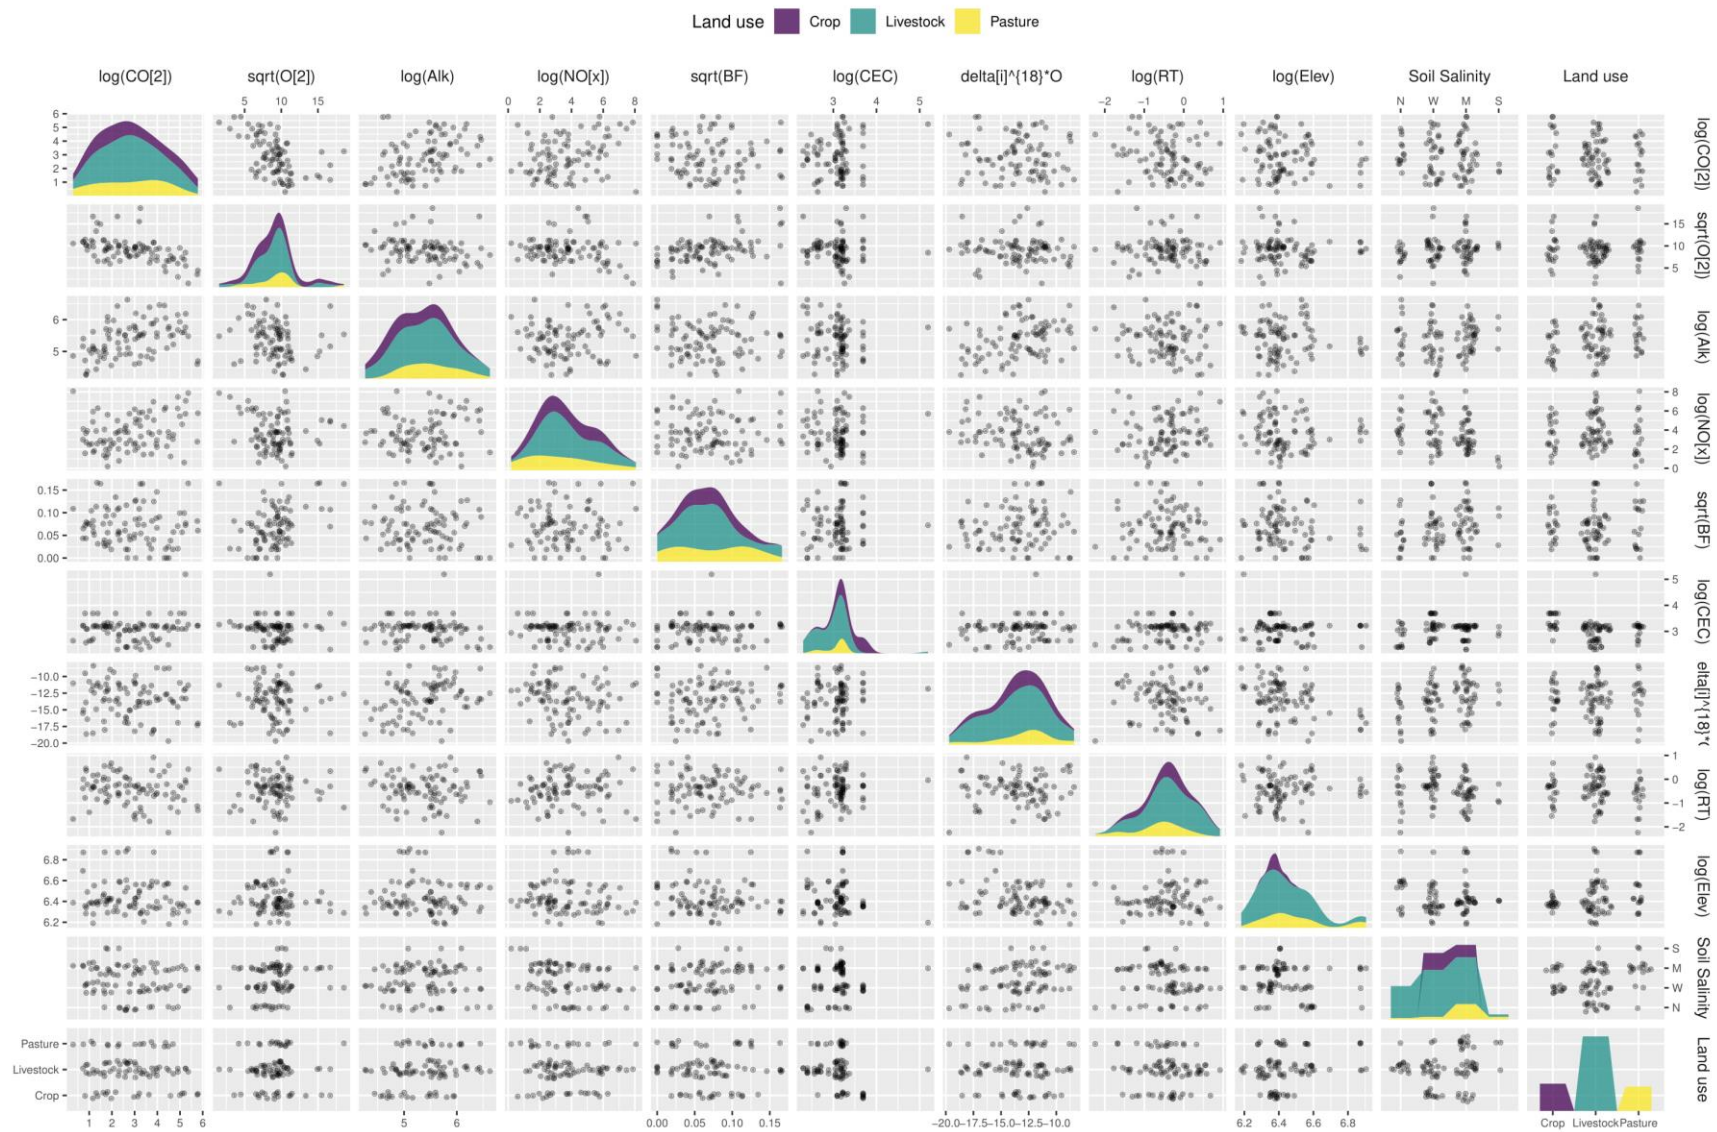 Land use Crop Livestock Pasture
log(CO[2]) sqrt(O[2]) log(Alk) log(NO[x]) sqrt(BF) log(CEC) delta[i]^{18}*O log(RT) log(Elev) Soil Salinity Land use
5 10 15 0 2 4 6 8 3 4 5 −2 −1 0 1 N W M S
6
5
4
3
2
1
log(CO[2])
15
10
5
sqrt(O[2])
6
5
log(Alk)
8
6
4
2
0
log(NO[x])
0.15
0.10
0.05
0.00
sqrt(BF)
5
4
3
log(CEC)
−10.0
−12.5
−15.0
−17.5
−20.0
elta[i]^{18}*(
1
0
−1
−2
log(RT)
6.8
6.6
6.4
6.2
log(Elev)
S
M
W
N
Soil Salinity
Pasture
Livestock
Crop
Land use
1 2 3 4 5 6 5 6 0.00 0.05 0.10 0.15 −20.0−17.5−15.0−12.5−10.0 6.2 6.4 6.6 6.8 Crop Livestock Pasture